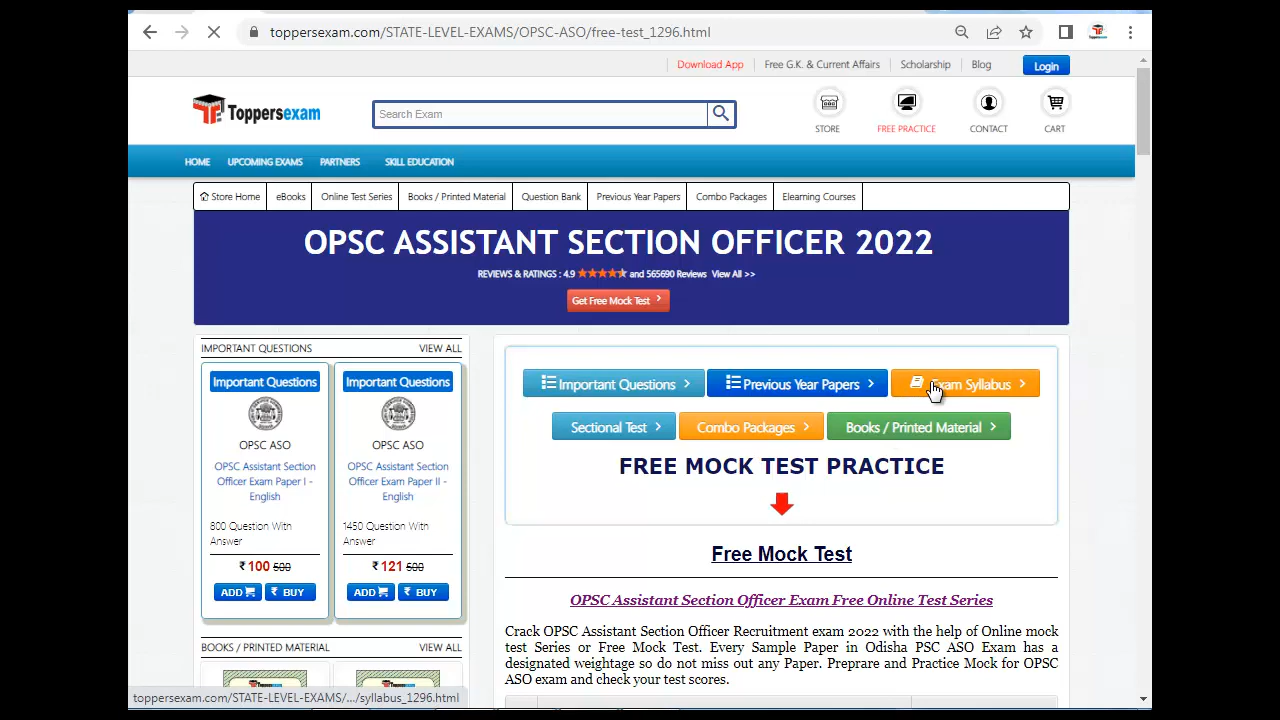 toppersexam.com/STATE-LEVEL-EXAMS/OPSC-ASO/free-test_1296.html
Download App
Free G.K. & Current Affairs
Scholarship
Blog
Login
Toppersexam
Search Exam
STORE
FREE PRACTICE
CONTACT
CART
HOME
UPCOMING EXAMS
PARTNERS
SKILL EDUCATION
Store Home
eBooks
Online Test Series
Books / Printed Material
Question Bank
Previous Year Papers
Combo Packages
Elearning Courses
OPSC ASSISTANT SECTION OFFICER 2022
REVIEWS & RATINGS : 4.9 and 565690 Reviews View All >>
Get Free Mock Test
IMPORTANT QUESTIONS
VIEW ALL
Important Questions
OPSC ASO
OPSC Assistant Section
Officer Exam Paper I -
English
800 Question With
Answer
₹ 100 500
ADD
₹ BUY
Important Questions
OPSC ASO
OPSC Assistant Section
Officer Exam Paper II -
English
1450 Question With
Answer
₹ 121 500
ADD
₹ BUY
BOOKS / PRINTED MATERIAL
VIEW ALL
Important Questions
Previous Year Papers
Exam Syllabus
Sectional Test
Combo Packages
Books / Printed Material
FREE MOCK TEST PRACTICE
Free Mock Test
OPSC Assistant Section Officer Exam Free Online Test Series
Crack OPSC Assistant Section Officer Recruitment exam 2022 with the help of Online mock
test Series or Free Mock Test. Every Sample Paper in Odisha PSC ASO Exam has a
designated weightage so do not miss out any Paper. Preprare and Practice Mock for OPSC
ASO exam and check your test scores.
toppersexam.com/STATE-LEVEL-EXAMS/.../syllabus_1296.html